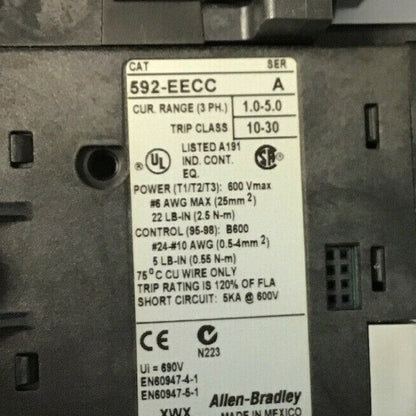 CAT SER
592-EECC A
CUR. RANGE (3 PH.) 1.0-5.0
TRIP CLASS 10-30
UL LISTED A191
IND. CONT.
EQ.
POWER (T1/T2/T3): 600 Vmax
#6 AWG MAX (25mm²)
22 LB-IN (2.5 N-m)
CONTROL (95-98): B600
#24-#10 AWG (0.5-4mm²)
5 LB-IN (0.55 N-m)
75°C CU WIRE ONLY
TRIP RATING IS 120% OF FLA
SHORT CIRCUIT: 5KA @ 600V
CE
N223
Ui = 690V
EN60947-4-1
EN60947-5-1
Allen-Bradley
XWX MADE IN MEXICO